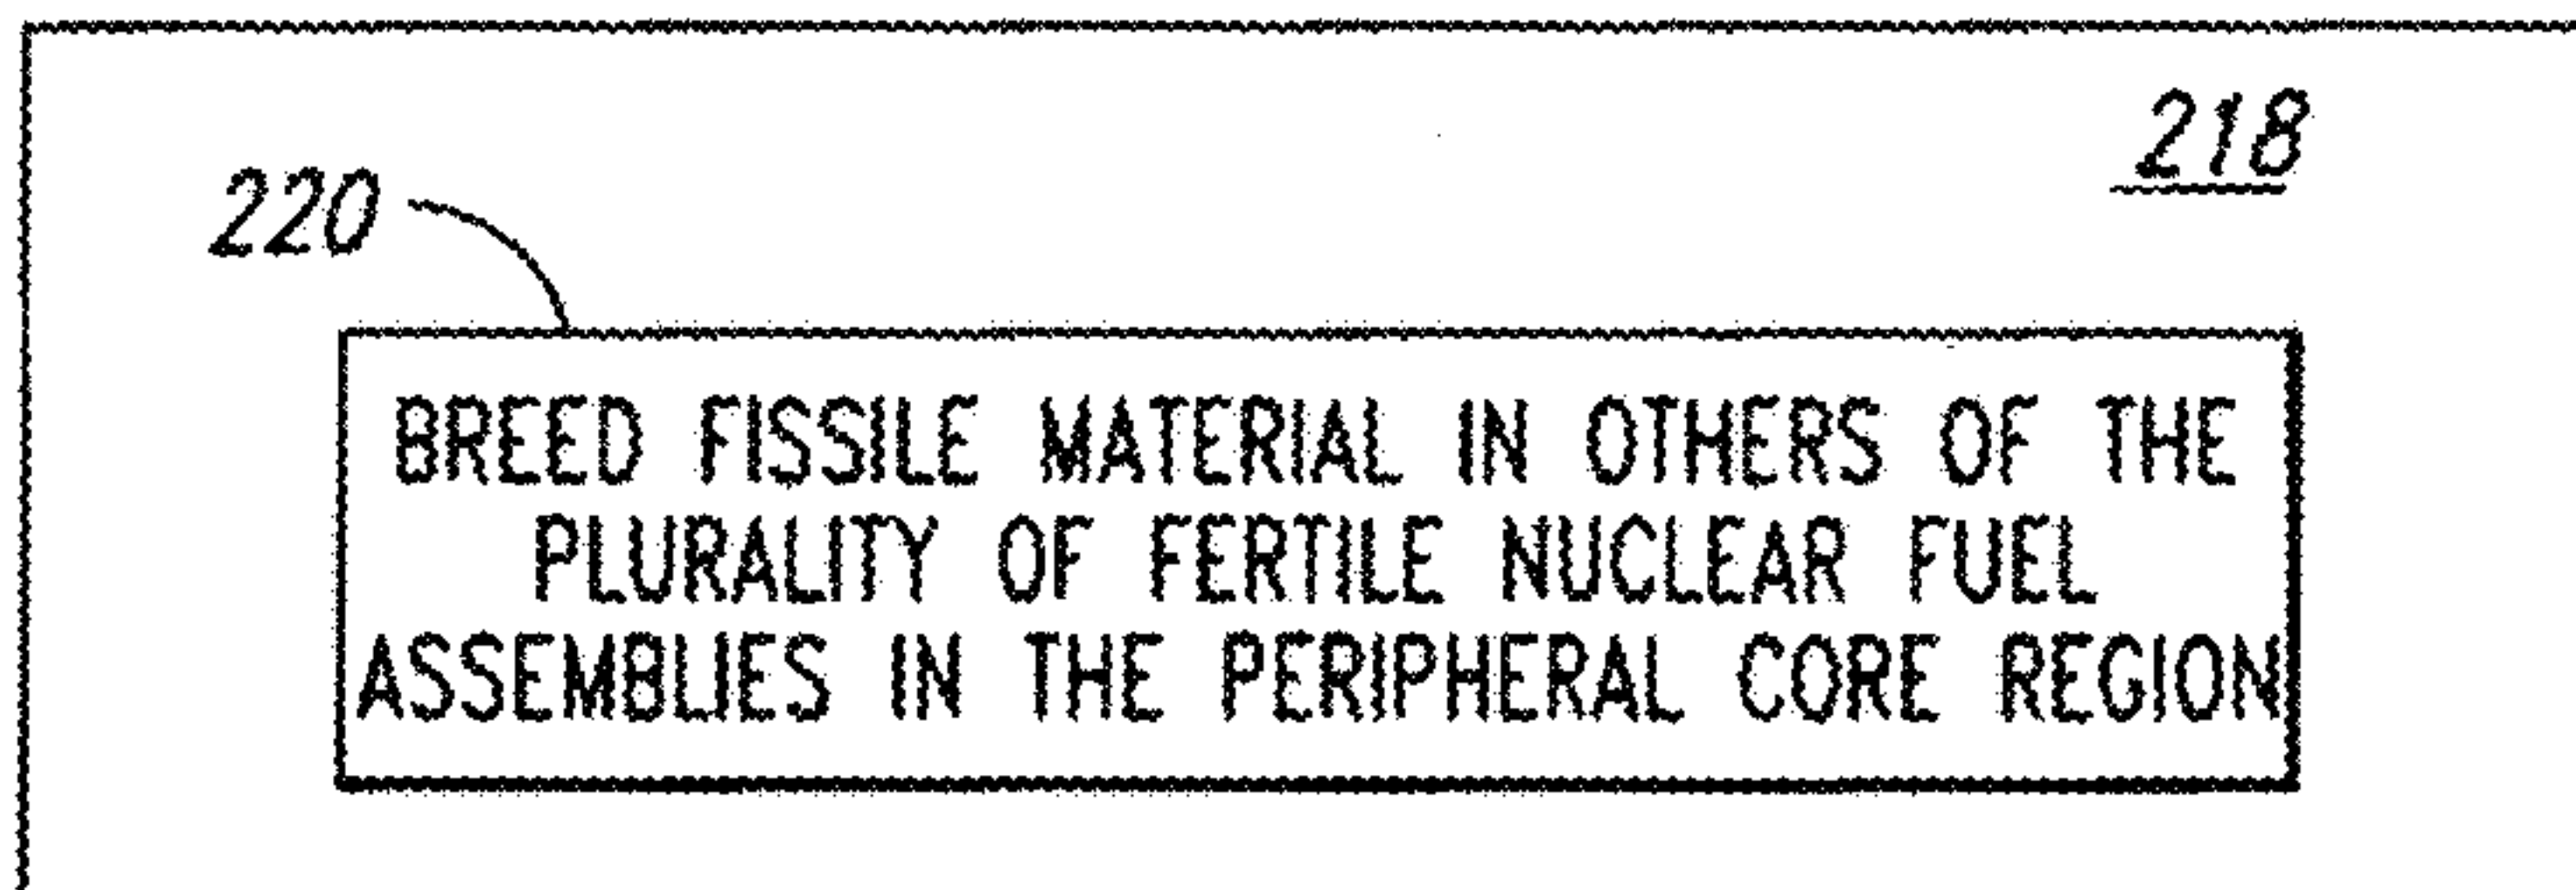 218
220
BREED FISSILE MATERIAL IN OTHERS OF THE
PLURALITY OF FERTILE NUCLEAR FUEL
ASSEMBLIES IN THE PERIPHERAL CORE REGION